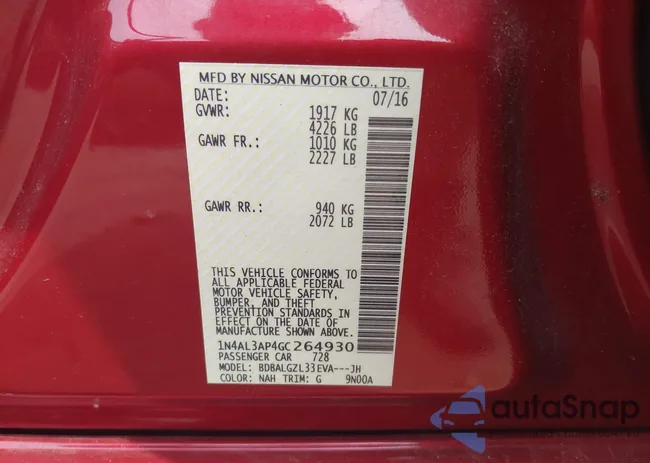 MFD BY NISSAN MOTOR CO., LTD.
DATE: 07/16
GVWR: 1917 KG
4226 LB
GAWR FR.: 1010 KG
2227 LB
GAWR RR.: 940 KG
2072 LB
THIS VEHICLE CONFORMS TO
ALL APPLICABLE FEDERAL
MOTOR VEHICLE SAFETY,
BUMPER, AND THEFT
PREVENTION STANDARDS IN
EFFECT ON THE DATE OF
MANUFACTURE SHOWN ABOVE.
1N4AL3AP4GC264930
PASSENGER CAR 728
MODEL: BDBALGZL33EVA---JH
COLOR: NAH TRIM: G 9N00A
autaSnap